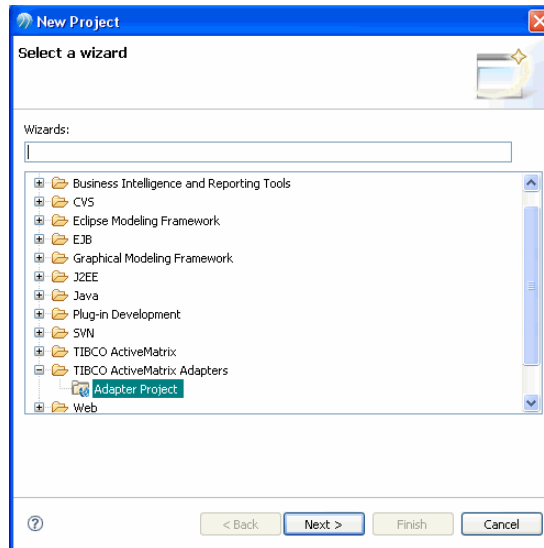 New Project
Select a wizard
Wizards:
Business Intelligence and Reporting Tools
CVS
Eclipse Modeling Framework
EJB
Graphical Modeling Framework
J2EE
Java
Plug-in Development
SVN
TIBCO ActiveMatrix
TIBCO ActiveMatrix Adapters
Adapter Project
Web
? < Back Next > Finish Cancel